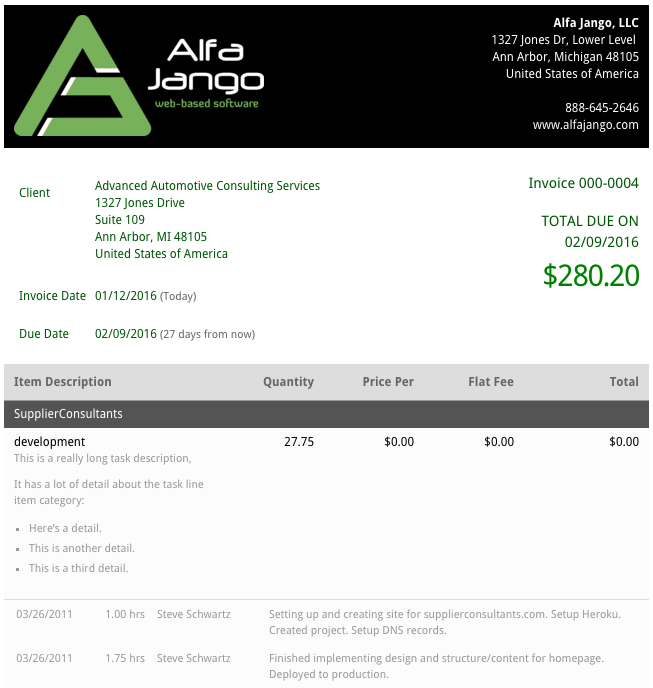 Alfa
Jango
web-based software
Alfa Jango, LLC
1327 Jones Dr, Lower Level
Ann Arbor, Michigan 48105
United States of America
888-645-2646
www.alfajango.com
Client
Advanced Automotive Consulting Services
1327 Jones Drive
Suite 109
Ann Arbor, MI 48105
United States of America
Invoice 000-0004
TOTAL DUE ON
02/09/2016
$280.20
Invoice Date 01/12/2016 (Today)
Due Date 02/09/2016 (27 days from now)
Item Description Quantity Price Per Flat Fee Total
SupplierConsultants
development 27.75 $0.00 $0.00 $0.00
This is a really long task description,
It has a lot of detail about the task line
item category:
▪ Here's a detail.
▪ This is another detail.
▪ This is a third detail.
03/26/2011 1.00 hrs Steve Schwartz Setting up and creating site for supplierconsultants.com. Setup Heroku.
Created project. Setup DNS records.
03/26/2011 1.75 hrs Steve Schwartz Finished implementing design and structure/content for homepage.
Deployed to production.